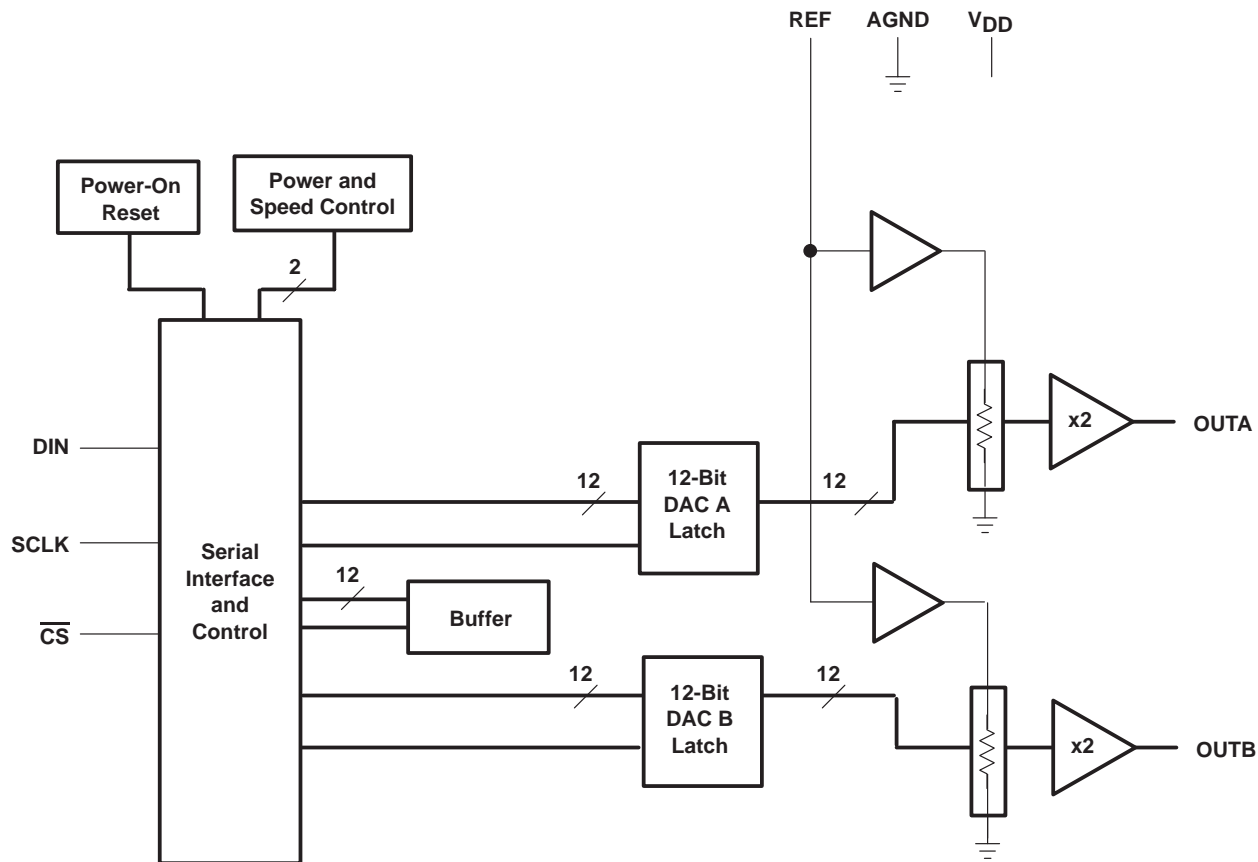 REF
AGND
VDD
Power-On
Reset
Power and
Speed Control
2
DIN
SCLK
CS
Serial
Interface
and
Control
12
12-Bit
DAC A
Latch
12
x2
OUTA
12
Buffer
12
12-Bit
DAC B
Latch
12
x2
OUTB